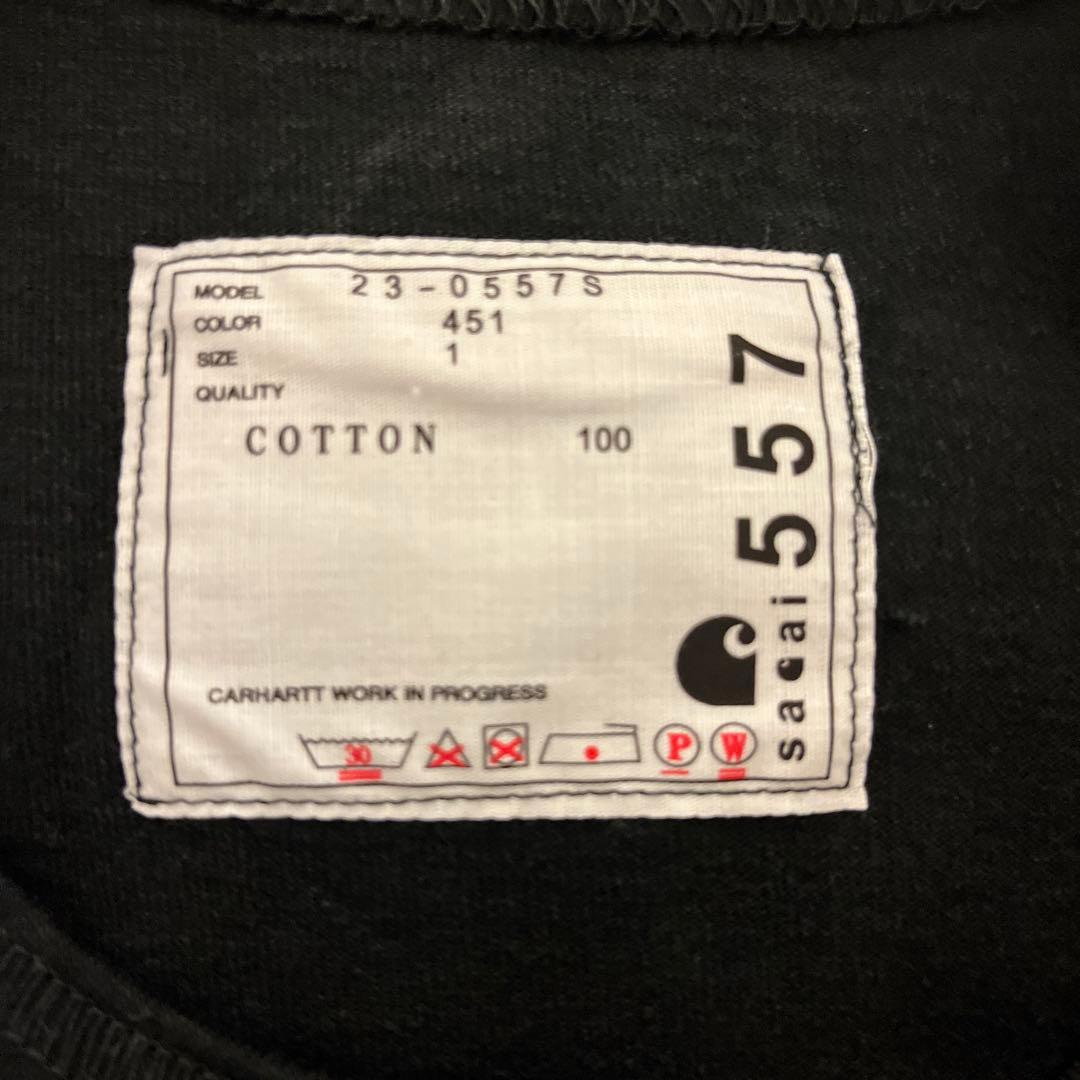 MODEL 23-0557S
COLOR 451
SIZE 1
QUALITY
COTTON 100
CARHARTT WORK IN PROGRESS
30 P W
sacai 557